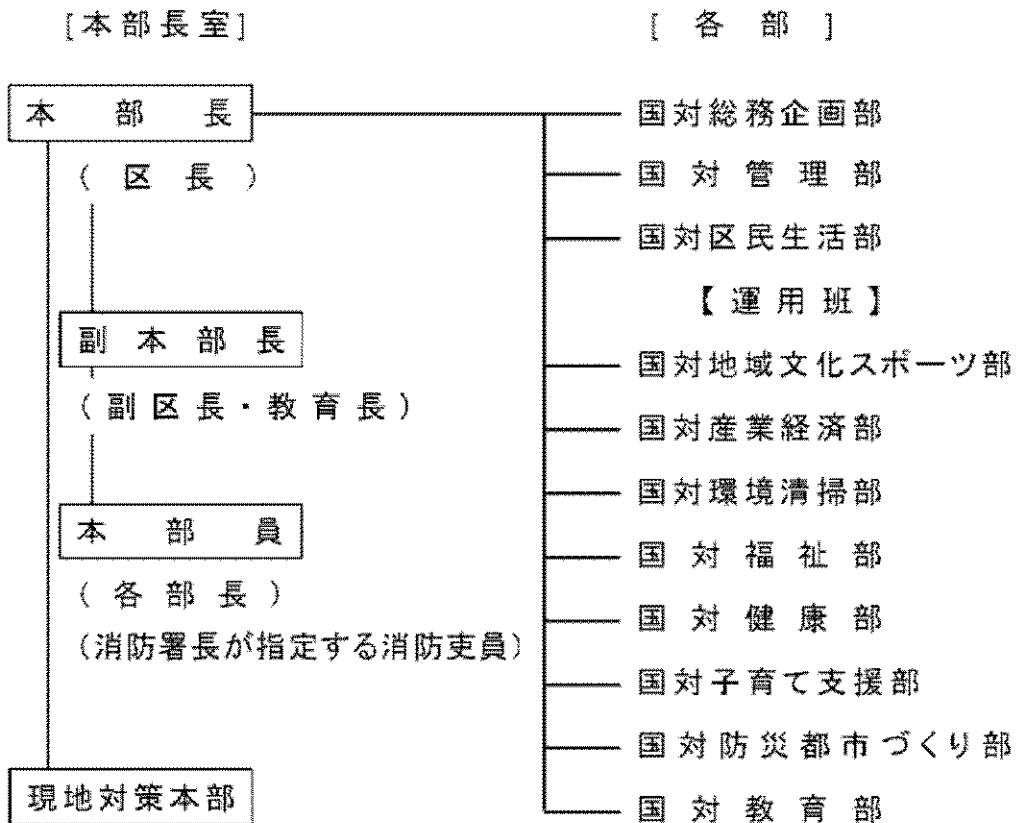 [本部長室]
本部長
(区長)
副本部長
(副区長・教育長)
本部員
(各部長)
(消防署長が指定する消防吏員)
現地対策本部
[各部]
国対総務企画部
国対管理部
国対区民生活部
【運用班】
国対地域文化スポーツ部
国対産業経済部
国対環境清掃部
国対福祉部
国対健康部
国対子育て支援部
国対防災都市づくり部
国対教育部